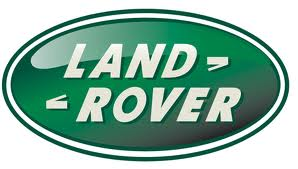 LAND >
< ROVER